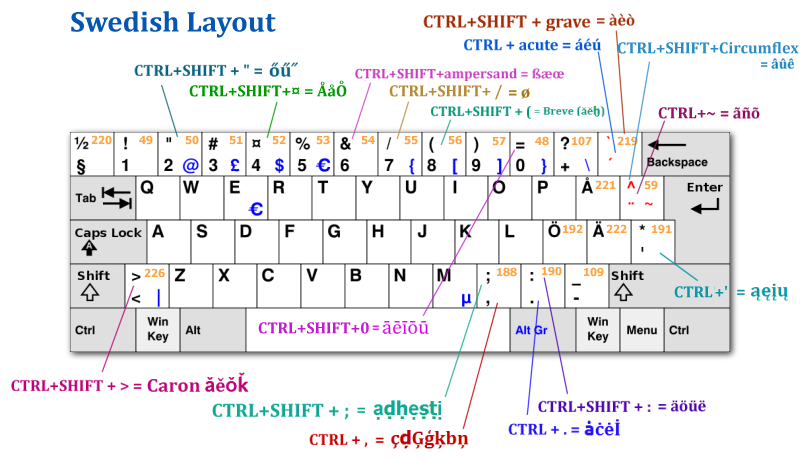 Swedish Layout
CTRL+SHIFT + grave = àèò
CTRL + acute = áéú
CTRL+SHIFT+Circumflex
= âûê
CTRL+SHIFT + " = őű˝
CTRL+SHIFT+ampersand = ßæœ
CTRL+SHIFT+¤ = ÅåŮ
CTRL+SHIFT+ / = ø
CTRL+SHIFT + ( = Breve (ăĕ
CTRL+~ = ãñõ
½ 220 ! 49 " 50 # 51 ¤ 52 % 53 & 54 / 55 ( 56 ) 57 = 48 ? 107 ` 219
§ 1 2 @ 3 £ 4 $ 5 € 6 7 { 8 [ 9 ] 0 } + \ ´ Backspace
Tab Q W E R T Y U I O P Å 221 ^ 59 Enter
€ ¨ ~
Caps Lock A S D F G H J K L Ö 192 Ä 222 * 191
A '
Shift > 226 Z X C V B N M ; 188 : 190 _ 109 Shift
< | µ , . -
CTRL+' = ąęįų
Ctrl Win Key Alt CTRL+SHIFT+0 = āēīōū Alt Gr Win Key Menu Ctrl
CTRL+SHIFT + > = Caron ǎěǒǩ
CTRL+SHIFT + ; = ạḍḥẹṣṭị
CTRL+SHIFT + : = äöüë
CTRL + . = ȧċėİ
CTRL + , = çḑĢģķbņ